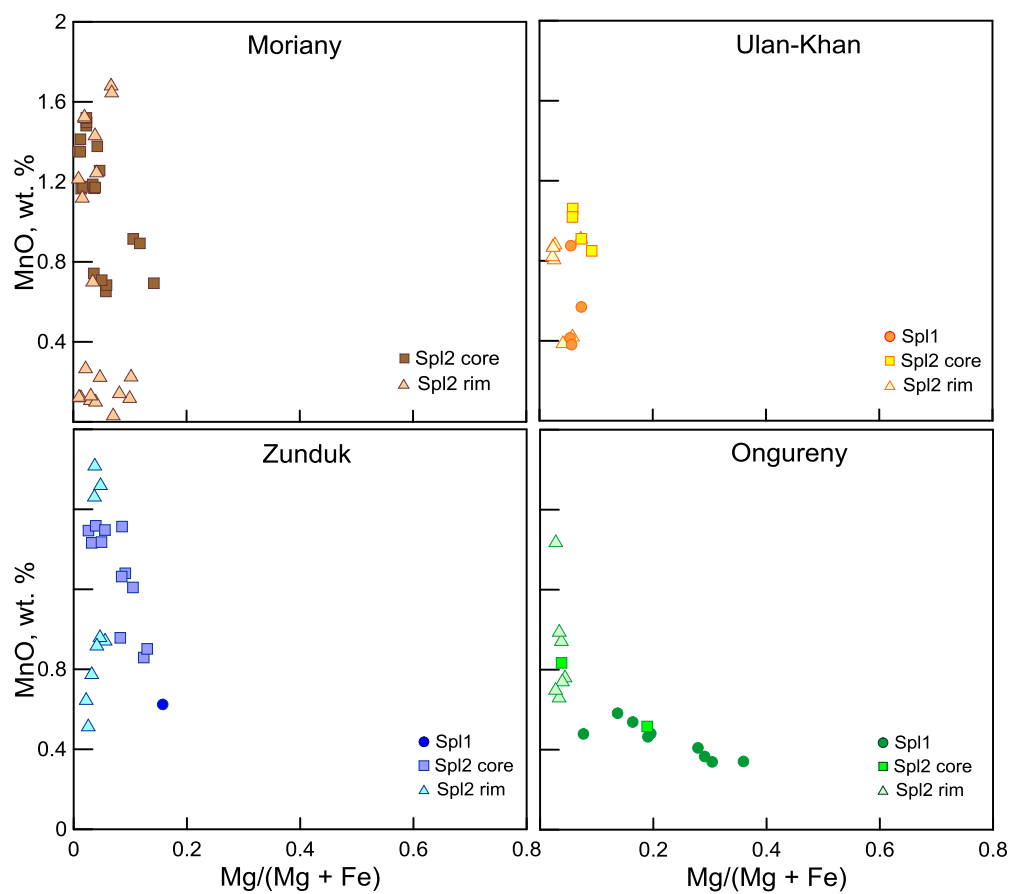 2
Moriany
Ulan-Khan
1.6
MnO, wt. %
1.2
0.8
0.4
Spl2 core
Spl2 rim
Spl1
Spl2 core
Spl2 rim
Zunduk
Ongureny
MnO, wt. %
0.8
0.4
0
Spl1
Spl2 core
Spl2 rim
Spl1
Spl2 core
Spl2 rim
0 0.2 0.4 0.6 0.8
0.2 0.4 0.6 0.8
Mg/(Mg + Fe)
Mg/(Mg + Fe)